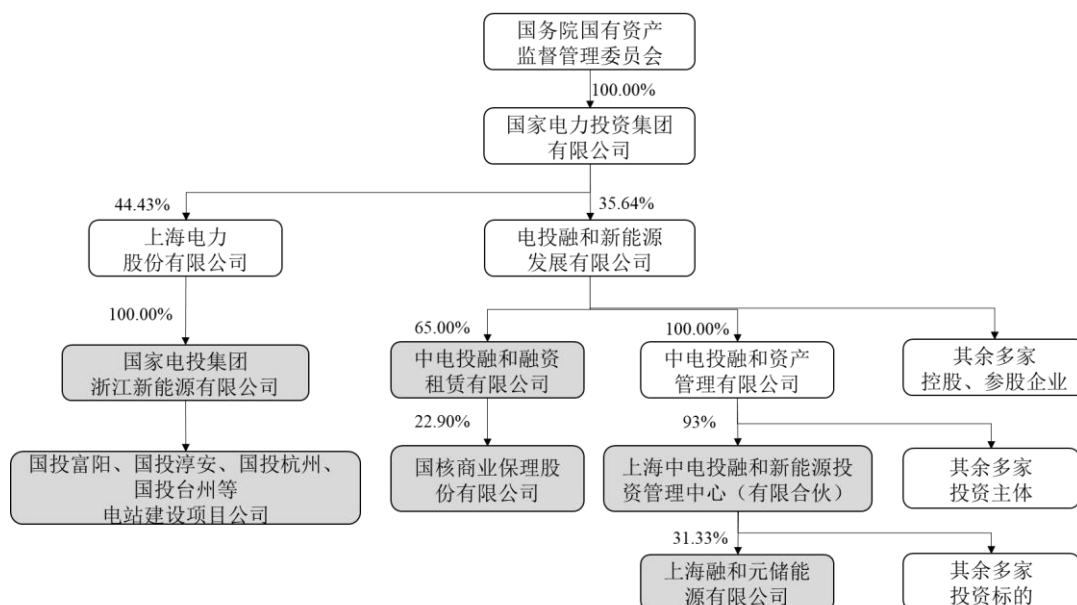 国务院国有资产
监督管理委员会
100.00%
国家电力投资集团
有限公司
44.43%
35.64%
上海电力
股份有限公司
电投融和新能源
发展有限公司
100.00%
65.00%
100.00%
国家电投集团
浙江新能源有限公司
中电投融和融资
租赁有限公司
中电投融和资产
管理有限公司
其余多家
控股、参股企业
22.90%
93%
国投富阳、国投淳安、国投杭州、
国投台州等
电站建设项目公司
国核商业保理股
份有限公司
上海中电投融和新能源投
资管理中心（有限合伙）
其余多家
投资主体
31.33%
上海融和元储能
源有限公司
其余多家
投资标的